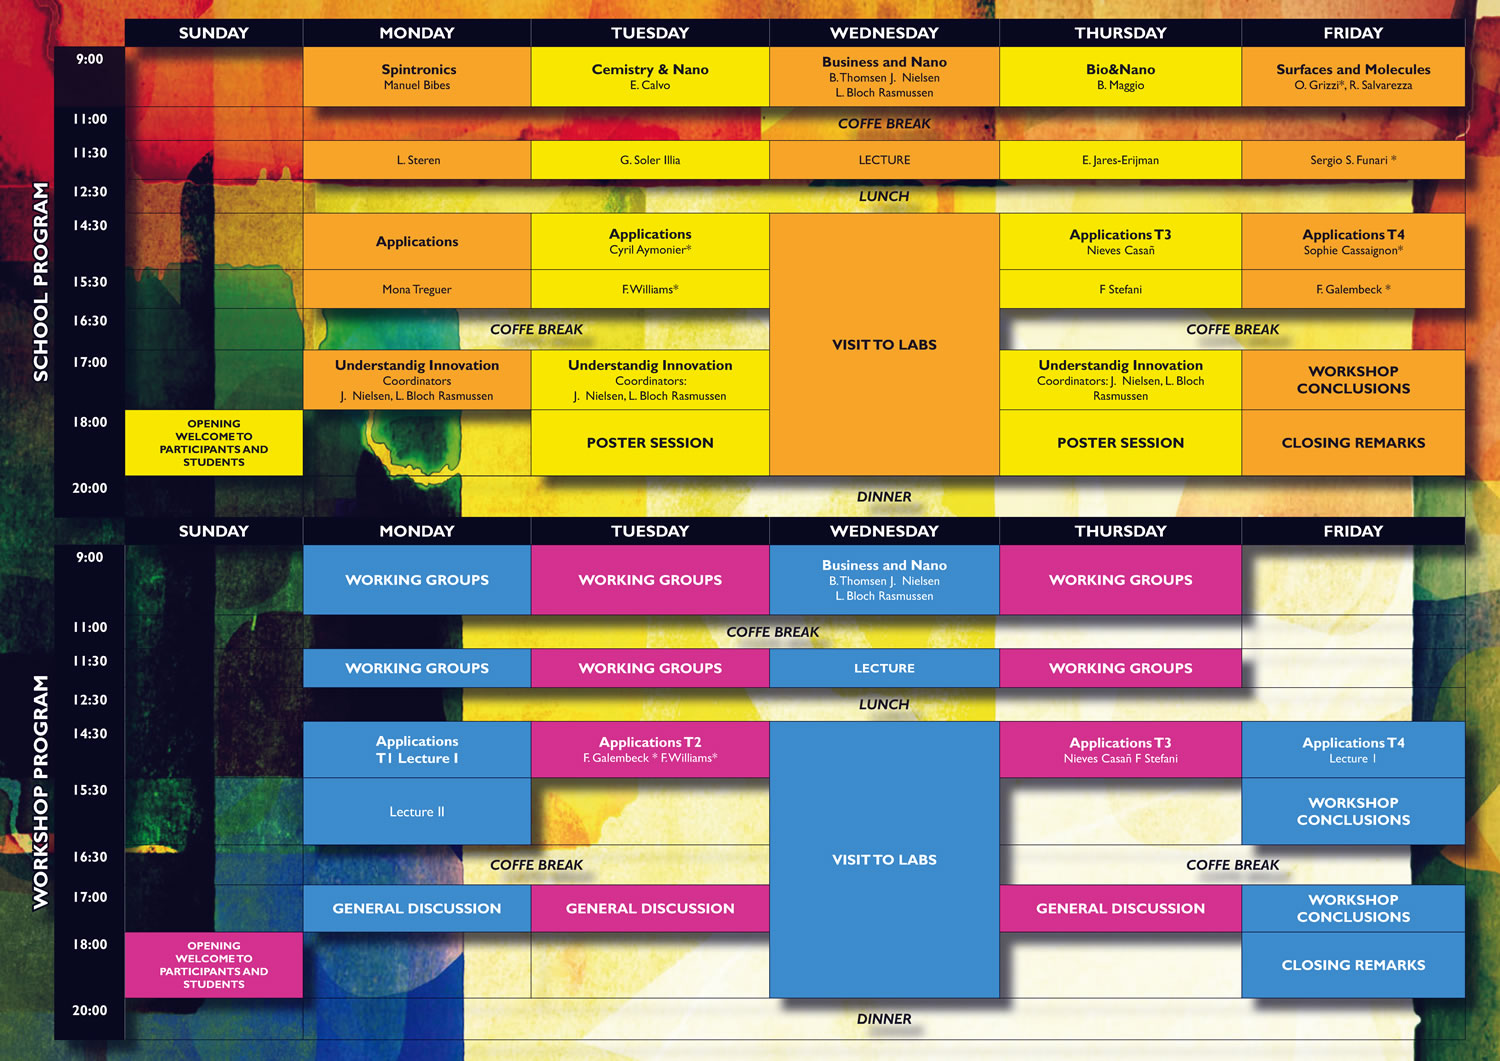 SCHOOL PROGRAM
SUNDAY MONDAY TUESDAY WEDNESDAY THURSDAY FRIDAY
9:00
Spintronics
Manuel Bibes
Cemistry & Nano
E. Calvo
Business and Nano
B. Thomsen J. Nielsen
L. Bloch Rasmussen
Bio&Nano
B. Maggio
Surfaces and Molecules
O. Grizzi*, R. Salvarezza
11:00
COFFE BREAK
11:30
L. Steren
G. Soler Illia
LECTURE
E. Jares-Erijman
Sergio S. Funari *
12:30
LUNCH
14:30
Applications
Applications
Cyril Aymonier*
VISIT TO LABS
Applications T3
Nieves Casañ
Applications T4
Sophie Cassaignon*
15:30
Mona Treguer
F. Williams*
F Stefani
F. Galembeck *
16:30
COFFE BREAK
COFFE BREAK
17:00
Understandig Innovation
Coordinators
J. Nielsen, L. Bloch Rasmussen
Understandig Innovation
Coordinators:
J. Nielsen, L. Bloch Rasmussen
Understandig Innovation
Coordinators: J. Nielsen, L. Bloch
Rasmussen
WORKSHOP
CONCLUSIONS
18:00
OPENING
WELCOME TO
PARTICIPANTS AND
STUDENTS
POSTER SESSION
POSTER SESSION
CLOSING REMARKS
20:00
DINNER
WORKSHOP PROGRAM
SUNDAY MONDAY TUESDAY WEDNESDAY THURSDAY FRIDAY
9:00
WORKING GROUPS
WORKING GROUPS
Business and Nano
B. Thomsen J. Nielsen
L. Bloch Rasmussen
WORKING GROUPS
11:00
COFFE BREAK
11:30
WORKING GROUPS
WORKING GROUPS
LECTURE
WORKING GROUPS
12:30
LUNCH
14:30
Applications
T1 Lecture I
Applications T2
F. Galembeck * F. Williams*
VISIT TO LABS
Applications T3
Nieves Casañ F Stefani
Applications T4
Lecture 1
15:30
Lecture II
WORKSHOP
CONCLUSIONS
16:30
COFFE BREAK
COFFE BREAK
17:00
GENERAL DISCUSSION
GENERAL DISCUSSION
GENERAL DISCUSSION
WORKSHOP
CONCLUSIONS
18:00
OPENING
WELCOME TO
PARTICIPANTS AND
STUDENTS
CLOSING REMARKS
20:00
DINNER